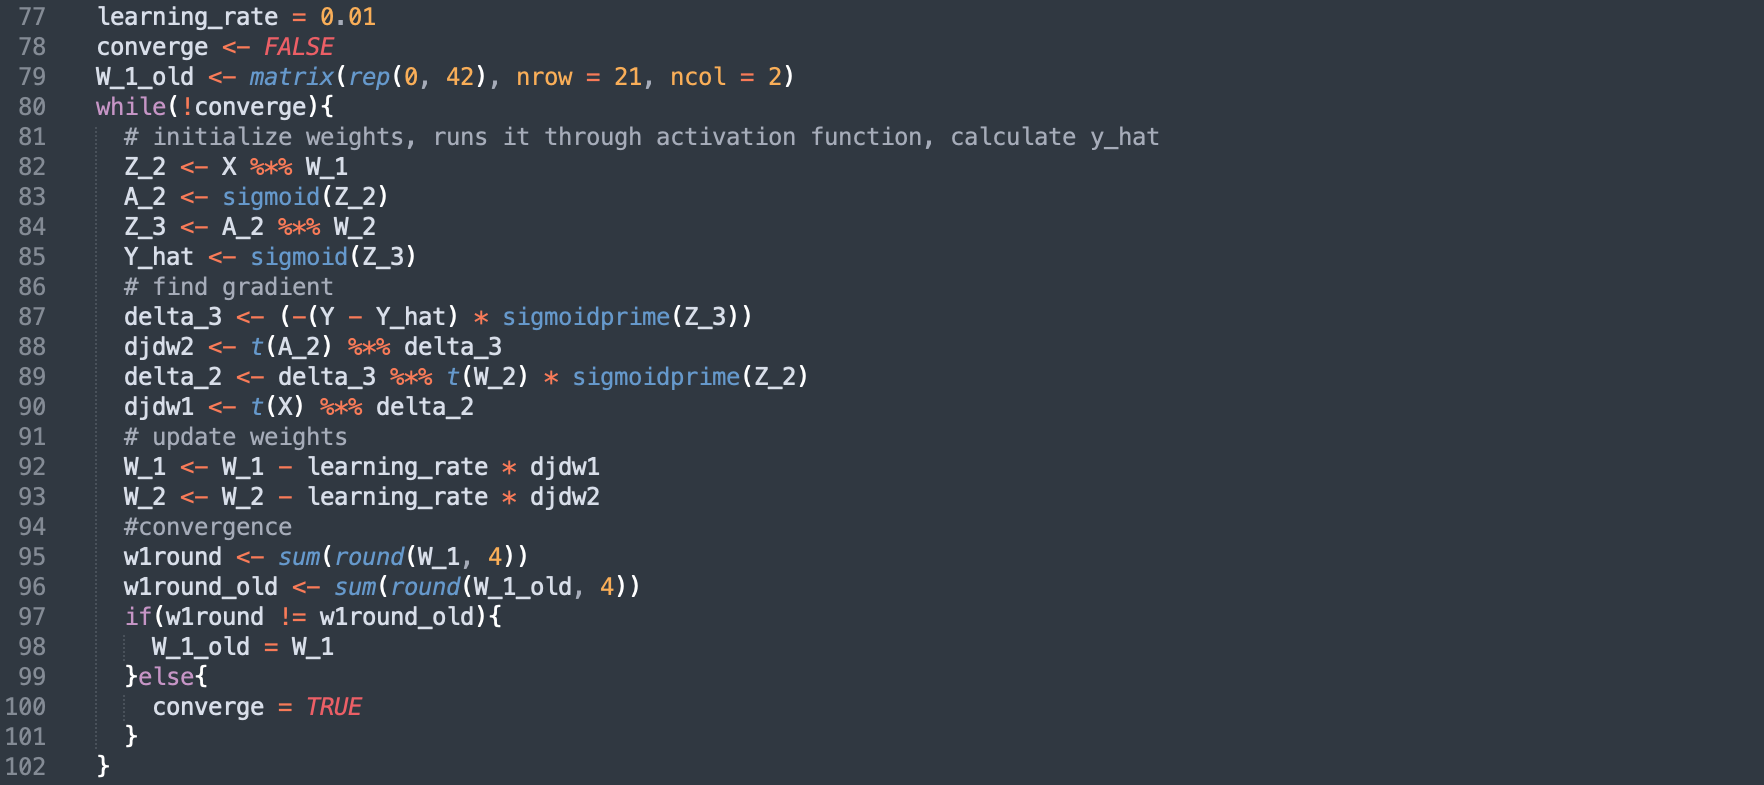 77 learning_rate = 0.01
78 converge <- FALSE
79 W_1_old <- matrix(rep(0, 42), nrow = 21, ncol = 2)
80 while(!converge){
81 # initialize weights, runs it through activation function, calculate y_hat
82 Z_2 <- X %*% W_1
83 A_2 <- sigmoid(Z_2)
84 Z_3 <- A_2 %*% W_2
85 Y_hat <- sigmoid(Z_3)
86 # find gradient
87 delta_3 <- (-(Y - Y_hat) * sigmoidprime(Z_3))
88 djdw2 <- t(A_2) %*% delta_3
89 delta_2 <- delta_3 %*% t(W_2) * sigmoidprime(Z_2)
90 djdw1 <- t(X) %*% delta_2
91 # update weights
92 W_1 <- W_1 - learning_rate * djdw1
93 W_2 <- W_2 - learning_rate * djdw2
94 #convergence
95 w1round <- sum(round(W_1, 4))
96 w1round_old <- sum(round(W_1_old, 4))
97 if(w1round != w1round_old){
98 W_1_old = W_1
99 }else{
100 converge = TRUE
101 }
102 }